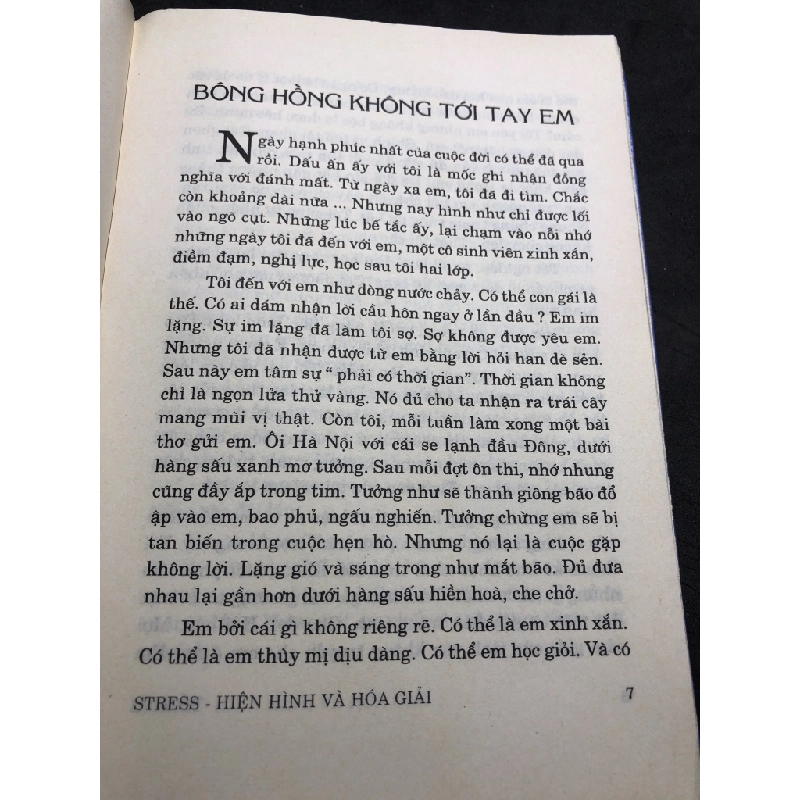 BÔNG HỒNG KHÔNG TỚI TAY EM
Ngày hạnh phúc nhất của cuộc đời có thể đã qua
rồi. Dấu ấn ấy với tôi là mốc ghi nhận đồng
nghĩa với đánh mất. Từ ngày xa em, tôi đã đi tìm. Chắc
còn khoảng dài nữa ... Nhưng nay hình như chỉ được lối
vào ngõ cụt. Những lúc bế tắc ấy, lại chạm vào nỗi nhớ
những ngày tôi đã đến với em, một cô sinh viên xinh xắn,
điềm đạm, nghị lực, học sau tôi hai lớp.
Tôi đến với em như dòng nước chảy. Có thể con gái là
thế. Có ai dám nhận lời cầu hôn ngay ở lần đầu ? Em im
lặng. Sự im lặng đã làm tôi sợ. Sợ không được yêu em.
Nhưng tôi đã nhận được từ em bằng lời hỏi han dè sẻn.
Sau này em tâm sự “ phải có thời gian”. Thời gian không
chỉ là ngọn lửa thử vàng. Nó đủ cho ta nhận ra trái cây
mang mùi vị thật. Còn tôi, mỗi tuần làm xong một bài
thơ gửi em. Ôi Hà Nội với cái se lạnh đầu Đông, dưới
hàng sấu xanh mơ tưởng. Sau mỗi đợt ôn thi, nhớ nhung
cũng đầy ắp trong tim. Tưởng như sẽ thành giông bão đổ
ập vào em, bao phủ, ngấu nghiến. Tưởng chừng em sẽ bị
tan biến trong cuộc hẹn hò. Nhưng nó lại là cuộc gặp
không lời. Lặng gió và sáng trong như mắt bão. Đủ đưa
nhau lại gần hơn dưới hàng sấu hiền hoà, che chở.
Em bởi cái gì không riêng rẽ. Có thể là em xinh xắn.
Có thể là em thùy mị dịu dàng. Có thể em học giỏi. Và có
STRESS - HIỆN HÌNH VÀ HÓA GIẢI 7